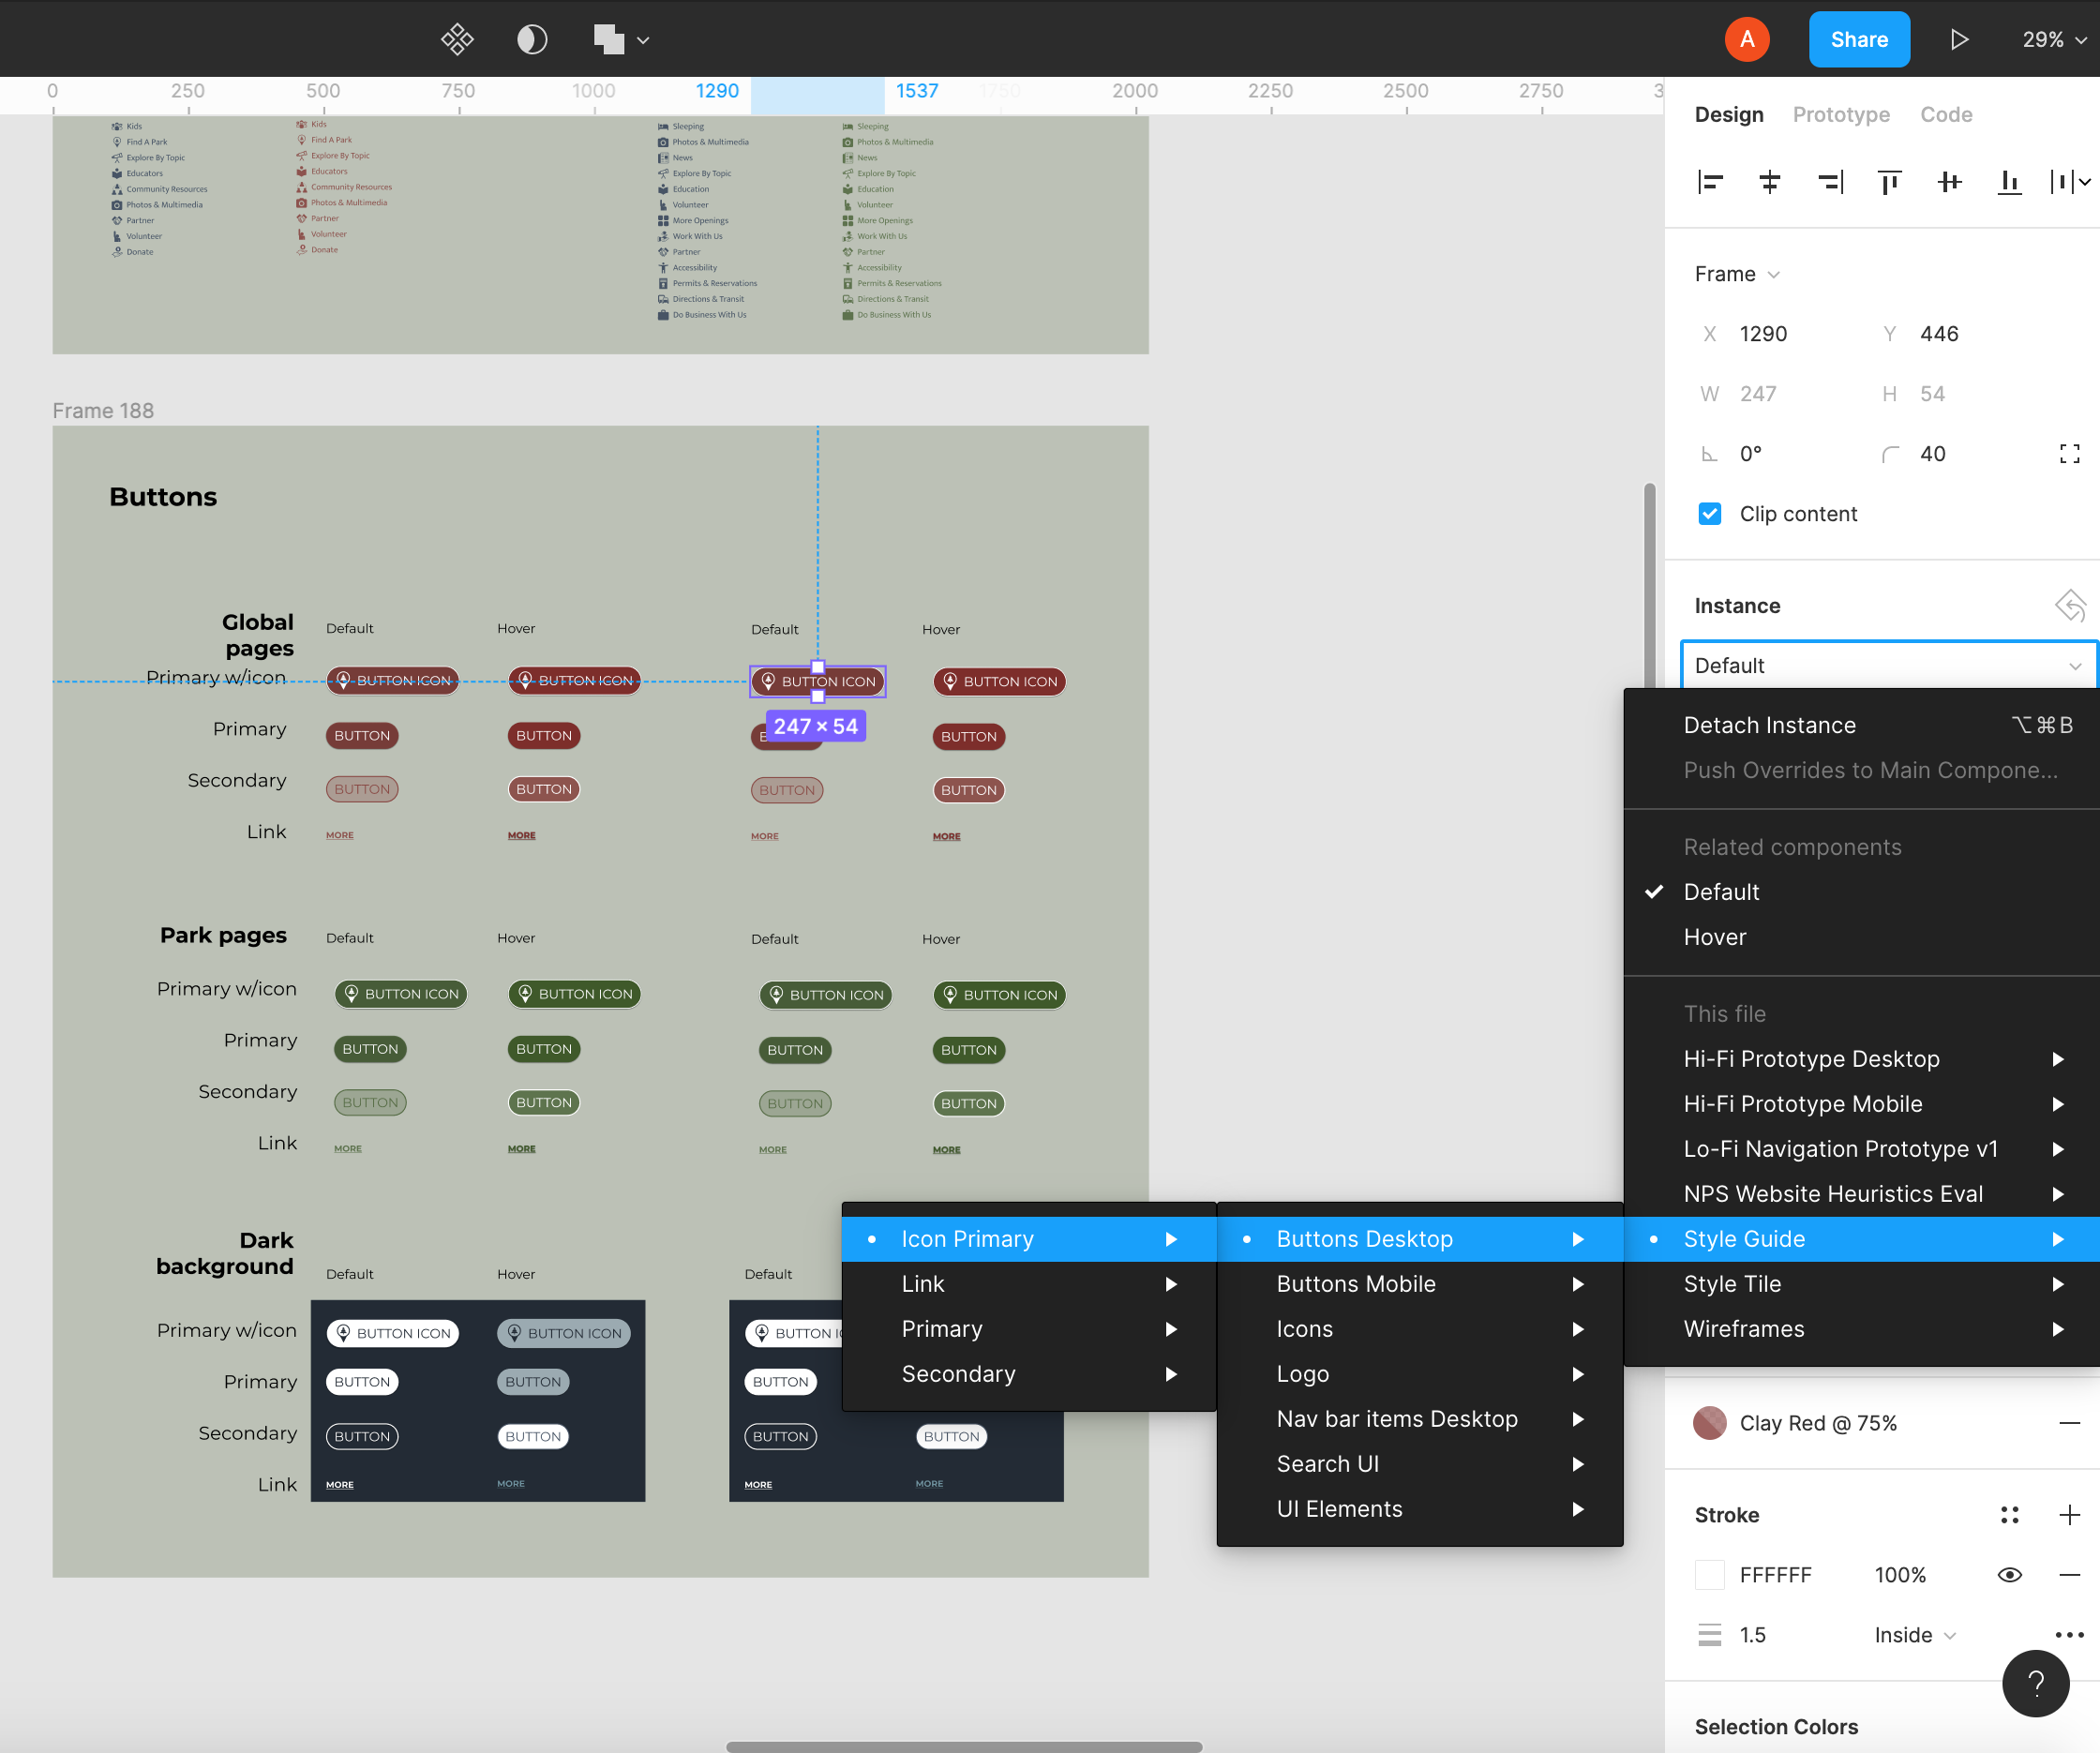 A
Share
29%
0 250 500 750 1000 1290 1537 1750 2000 2250 2500 2750 3
Design Prototype Code
Kids
Find A Park
Explore By Topic
Educators
Community Resources
Photos & Multimedia
Partner
Volunteer
Donate
Kids
Find A Park
Explore By Topic
Educators
Community Resources
Photos & Multimedia
Partner
Volunteer
Donate
Sleeping
Photos & Multimedia
News
Explore By Topic
Education
Volunteer
More Openings
Work With Us
Partner
Accessibility
Permits & Reservations
Directions & Transit
Do Business With Us
Sleeping
Photos & Multimedia
News
Explore By Topic
Education
Volunteer
More Openings
Work With Us
Partner
Accessibility
Permits & Reservations
Directions & Transit
Do Business With Us
Frame 188
Buttons
Global
pages
Default Hover Default Hover
Primary w/icon BUTTON ICON BUTTON ICON BUTTON ICON BUTTON ICON
247 × 54
Primary BUTTON BUTTON B BUTTON
Secondary BUTTON BUTTON BUTTON BUTTON
Link MORE MORE MORE MORE
Park pages Default Hover Default Hover
Primary w/icon BUTTON ICON BUTTON ICON BUTTON ICON BUTTON ICON
Primary BUTTON BUTTON BUTTON BUTTON
Secondary BUTTON BUTTON BUTTON BUTTON
Link MORE MORE MORE MORE
Dark
background
Default Hover Default
Primary w/icon BUTTON ICON BUTTON ICON BUTTON IC
Primary BUTTON BUTTON BUTTON
Secondary BUTTON BUTTON BUTTON BUTTON
Link MORE MORE MORE MORE
Icon Primary
Link
Primary
Secondary
Buttons Desktop
Buttons Mobile
Icons
Logo
Nav bar items Desktop
Search UI
UI Elements
Frame
X 1290 Y 446
W 247 H 54
0° 40
Clip content
Instance
Default
Detach Instance ⌥⌘B
Push Overrides to Main Compone...
Related components
Default
Hover
This file
Hi-Fi Prototype Desktop
Hi-Fi Prototype Mobile
Lo-Fi Navigation Prototype v1
NPS Website Heuristics Eval
Style Guide
Style Tile
Wireframes
Clay Red @ 75%
Stroke
FFFFFF 100%
1.5 Inside
?
Selection Colors